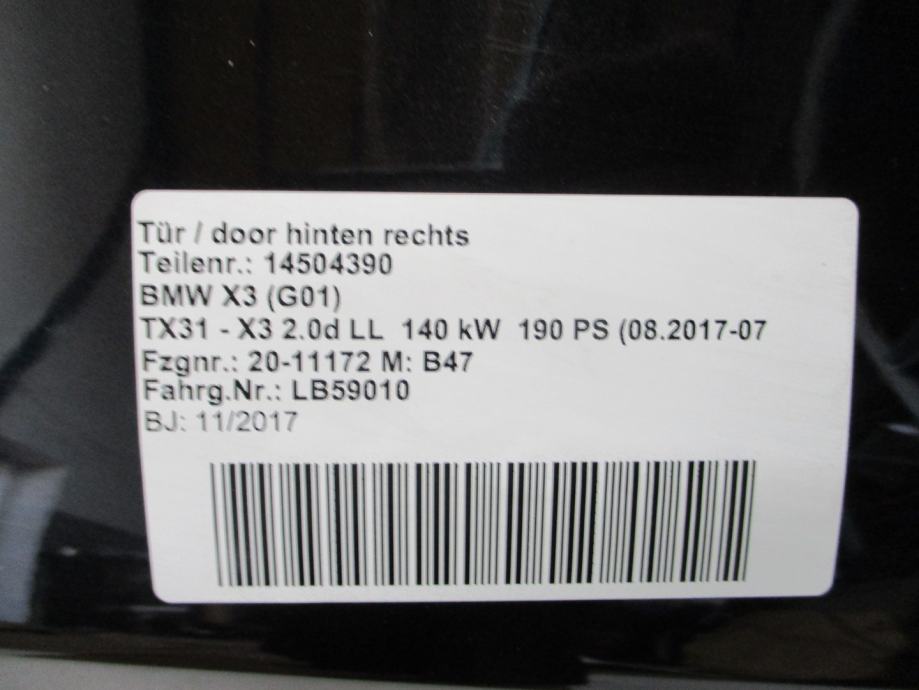 Tür / door hinten rechts
Teilenr.: 14504390
BMW X3 (G01)
TX31 - X3 2.0d LL 140 kW 190 PS (08.2017-07
Fzgnr.: 20-11172 M: B47
Fahrg.Nr.: LB59010
BJ: 11/2017